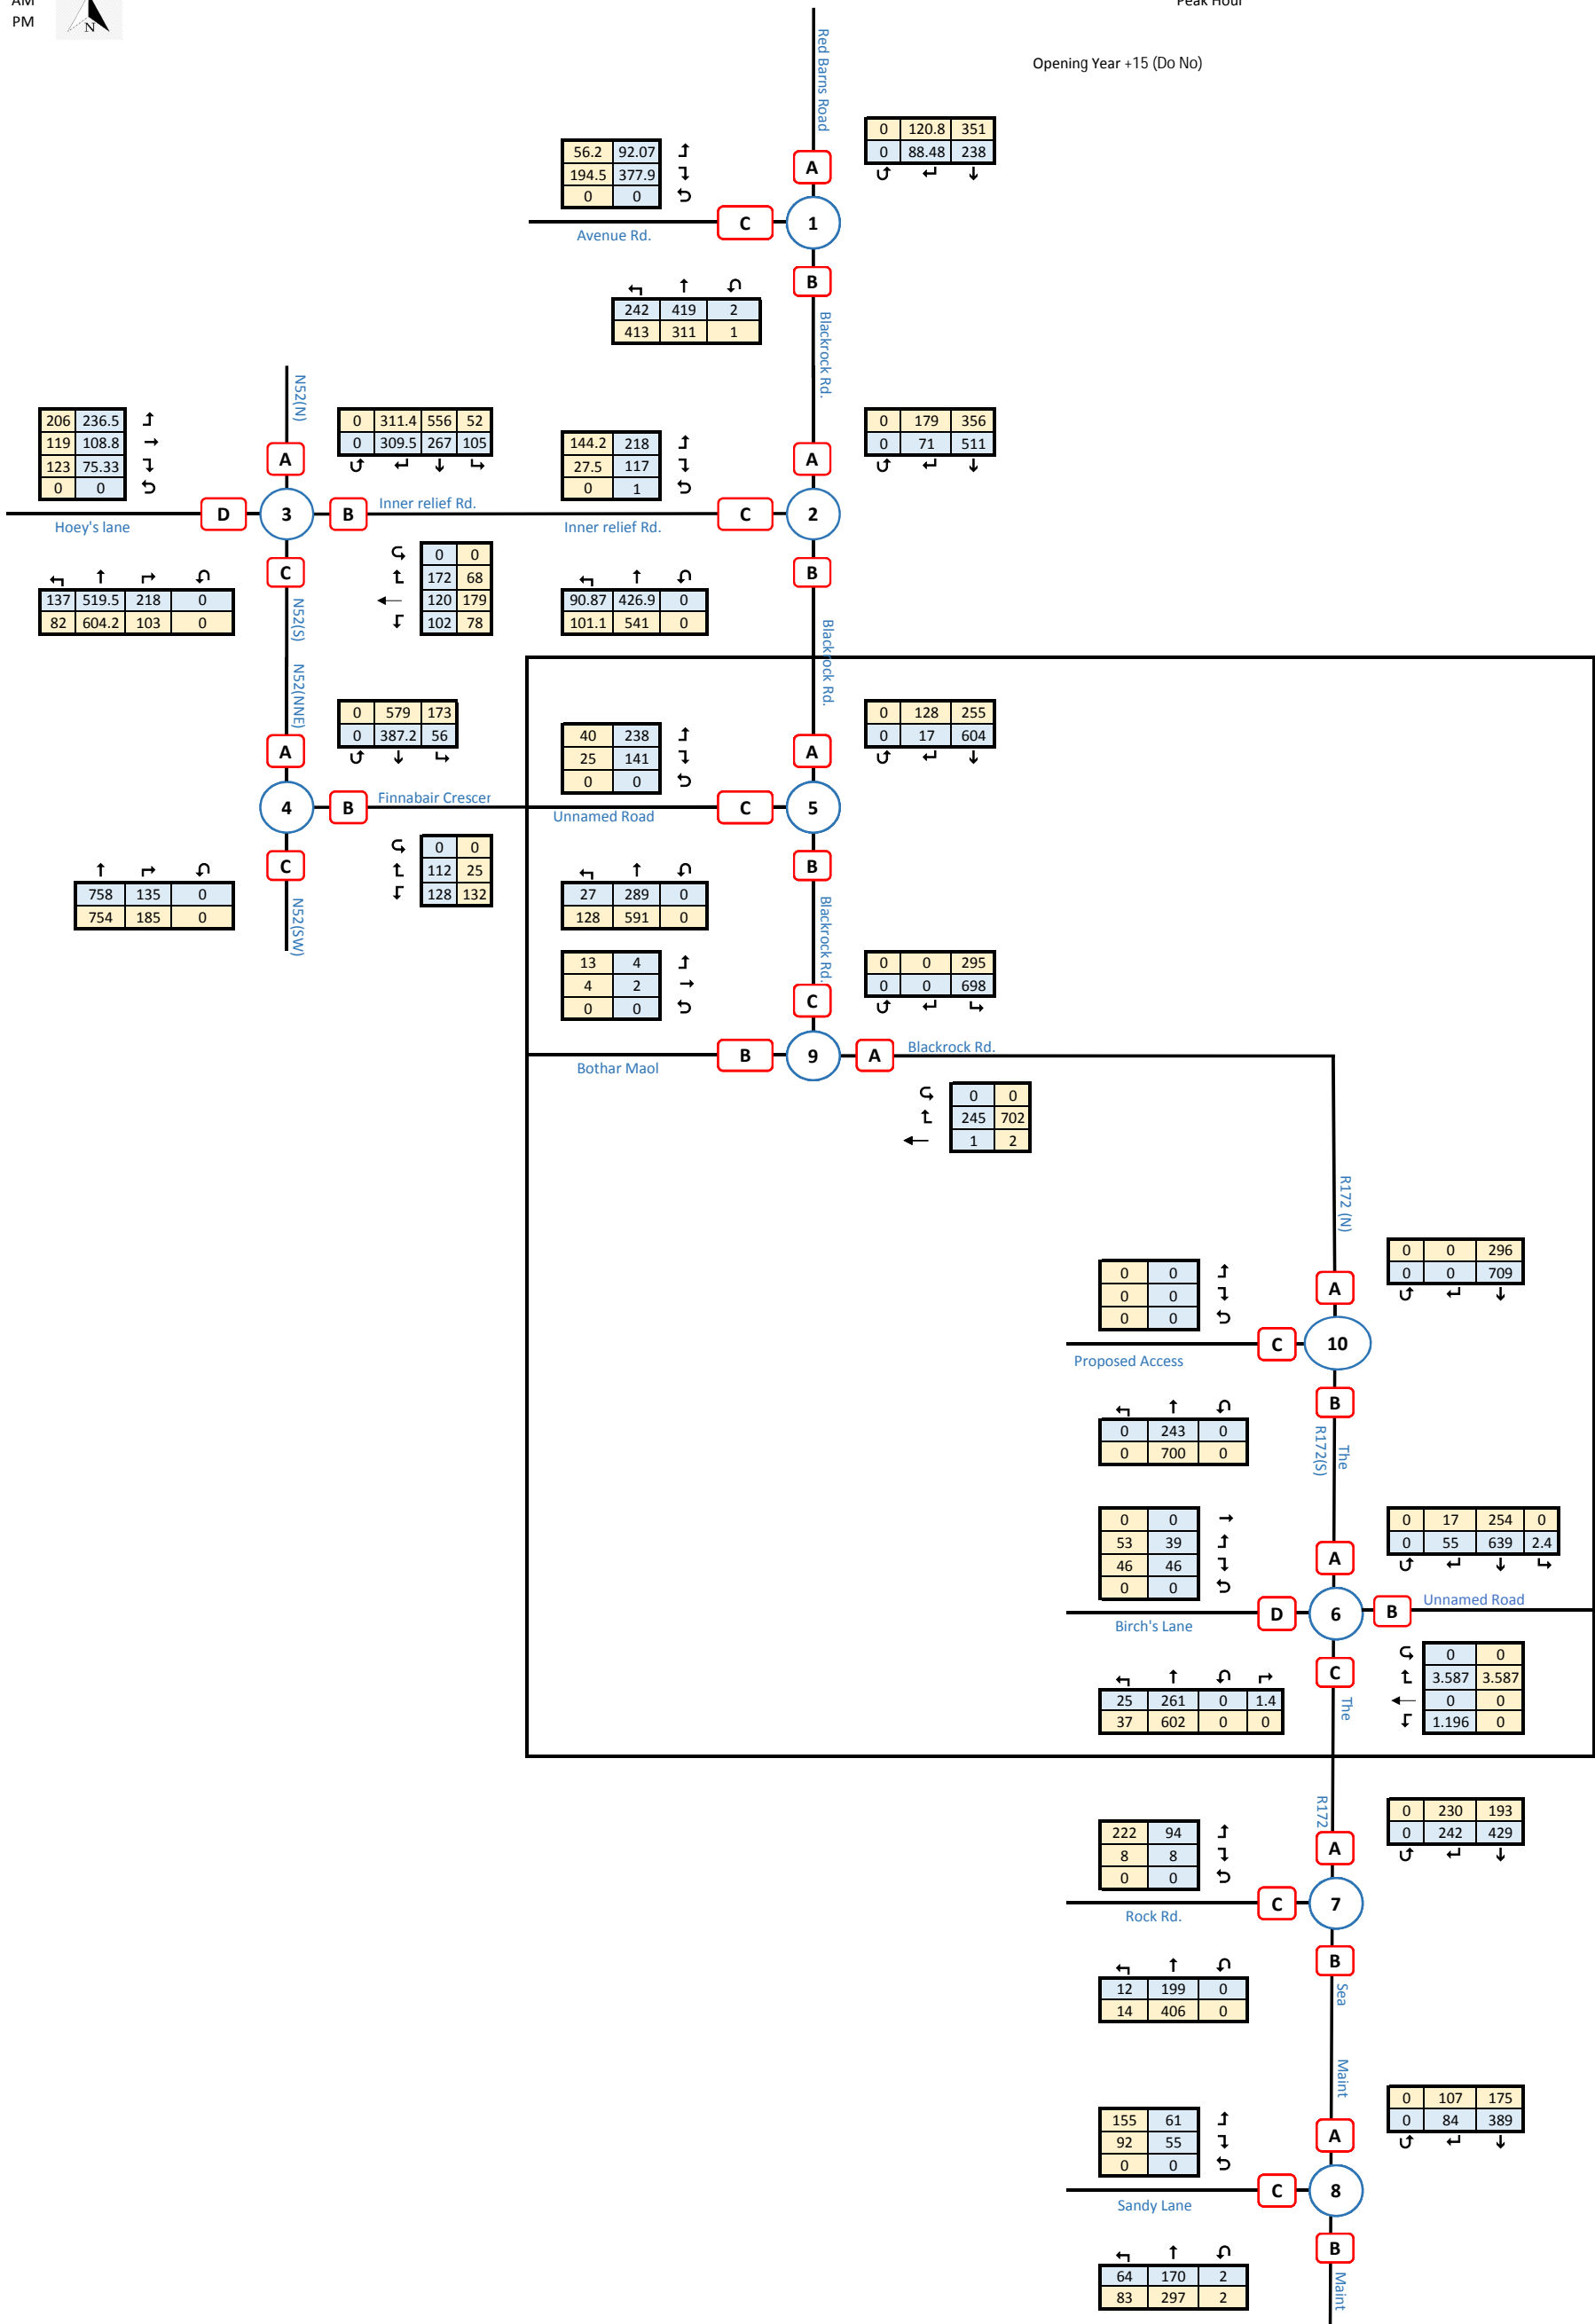 AM
PM
N
Peak Hour
Opening Year +15 (Do No)
Red Barns Road
0 120.8 351
0 88.48 238
56.2 92.07
194.5 377.9
0 0
A
C
1
Avenue Rd.
B
242 419 2
413 311 1
Blackrock Rd.
N52(N)
206 236.5
119 108.8
123 75.33
0 0
0 311.4 556 52
0 309.5 267 105
144.2 218
27.5 117
0 1
0 179 356
0 71 511
A
A
D
3
B
Inner relief Rd.
C
2
Hoey's lane
Inner relief Rd.
C
B
0 0
172 68
120 179
102 78
137 519.5 218 0
82 604.2 103 0
90.87 426.9 0
101.1 541 0
N52(S)
Blackrock Rd.
N52(NNE)
0 579 173
0 387.2 56
40 238
25 141
0 0
0 128 255
0 17 604
A
A
4
B
Finnabair Crescer
C
5
Unnamed Road
C
B
0 0
112 25
128 132
758 135 0
754 185 0
27 289 0
128 591 0
N52(SW)
Blackrock Rd.
13 4
4 2
0 0
0 0 295
0 0 698
C
B
9
A
Blackrock Rd.
Bothar Maol
0 0
245 702
1 2
R172 (N)
0 0 296
0 0 709
0 0
0 0
0 0
A
C
10
Proposed Access
B
0 243 0
0 700 0
R172(S)
The
0 0
53 39
46 46
0 0
0 17 254 0
0 55 639 2.4
A
D
6
B
Unnamed Road
Birch's Lane
C
0 0
3.587 3.587
0 0
1.196 0
25 261 0 1.4
37 602 0 0
The
R172
0 230 193
0 242 429
222 94
8 8
0 0
A
C
7
Rock Rd.
B
12 199 0
14 406 0
Sea
Maint
0 107 175
0 84 389
155 61
92 55
0 0
A
C
8
Sandy Lane
B
64 170 2
83 297 2
Maint